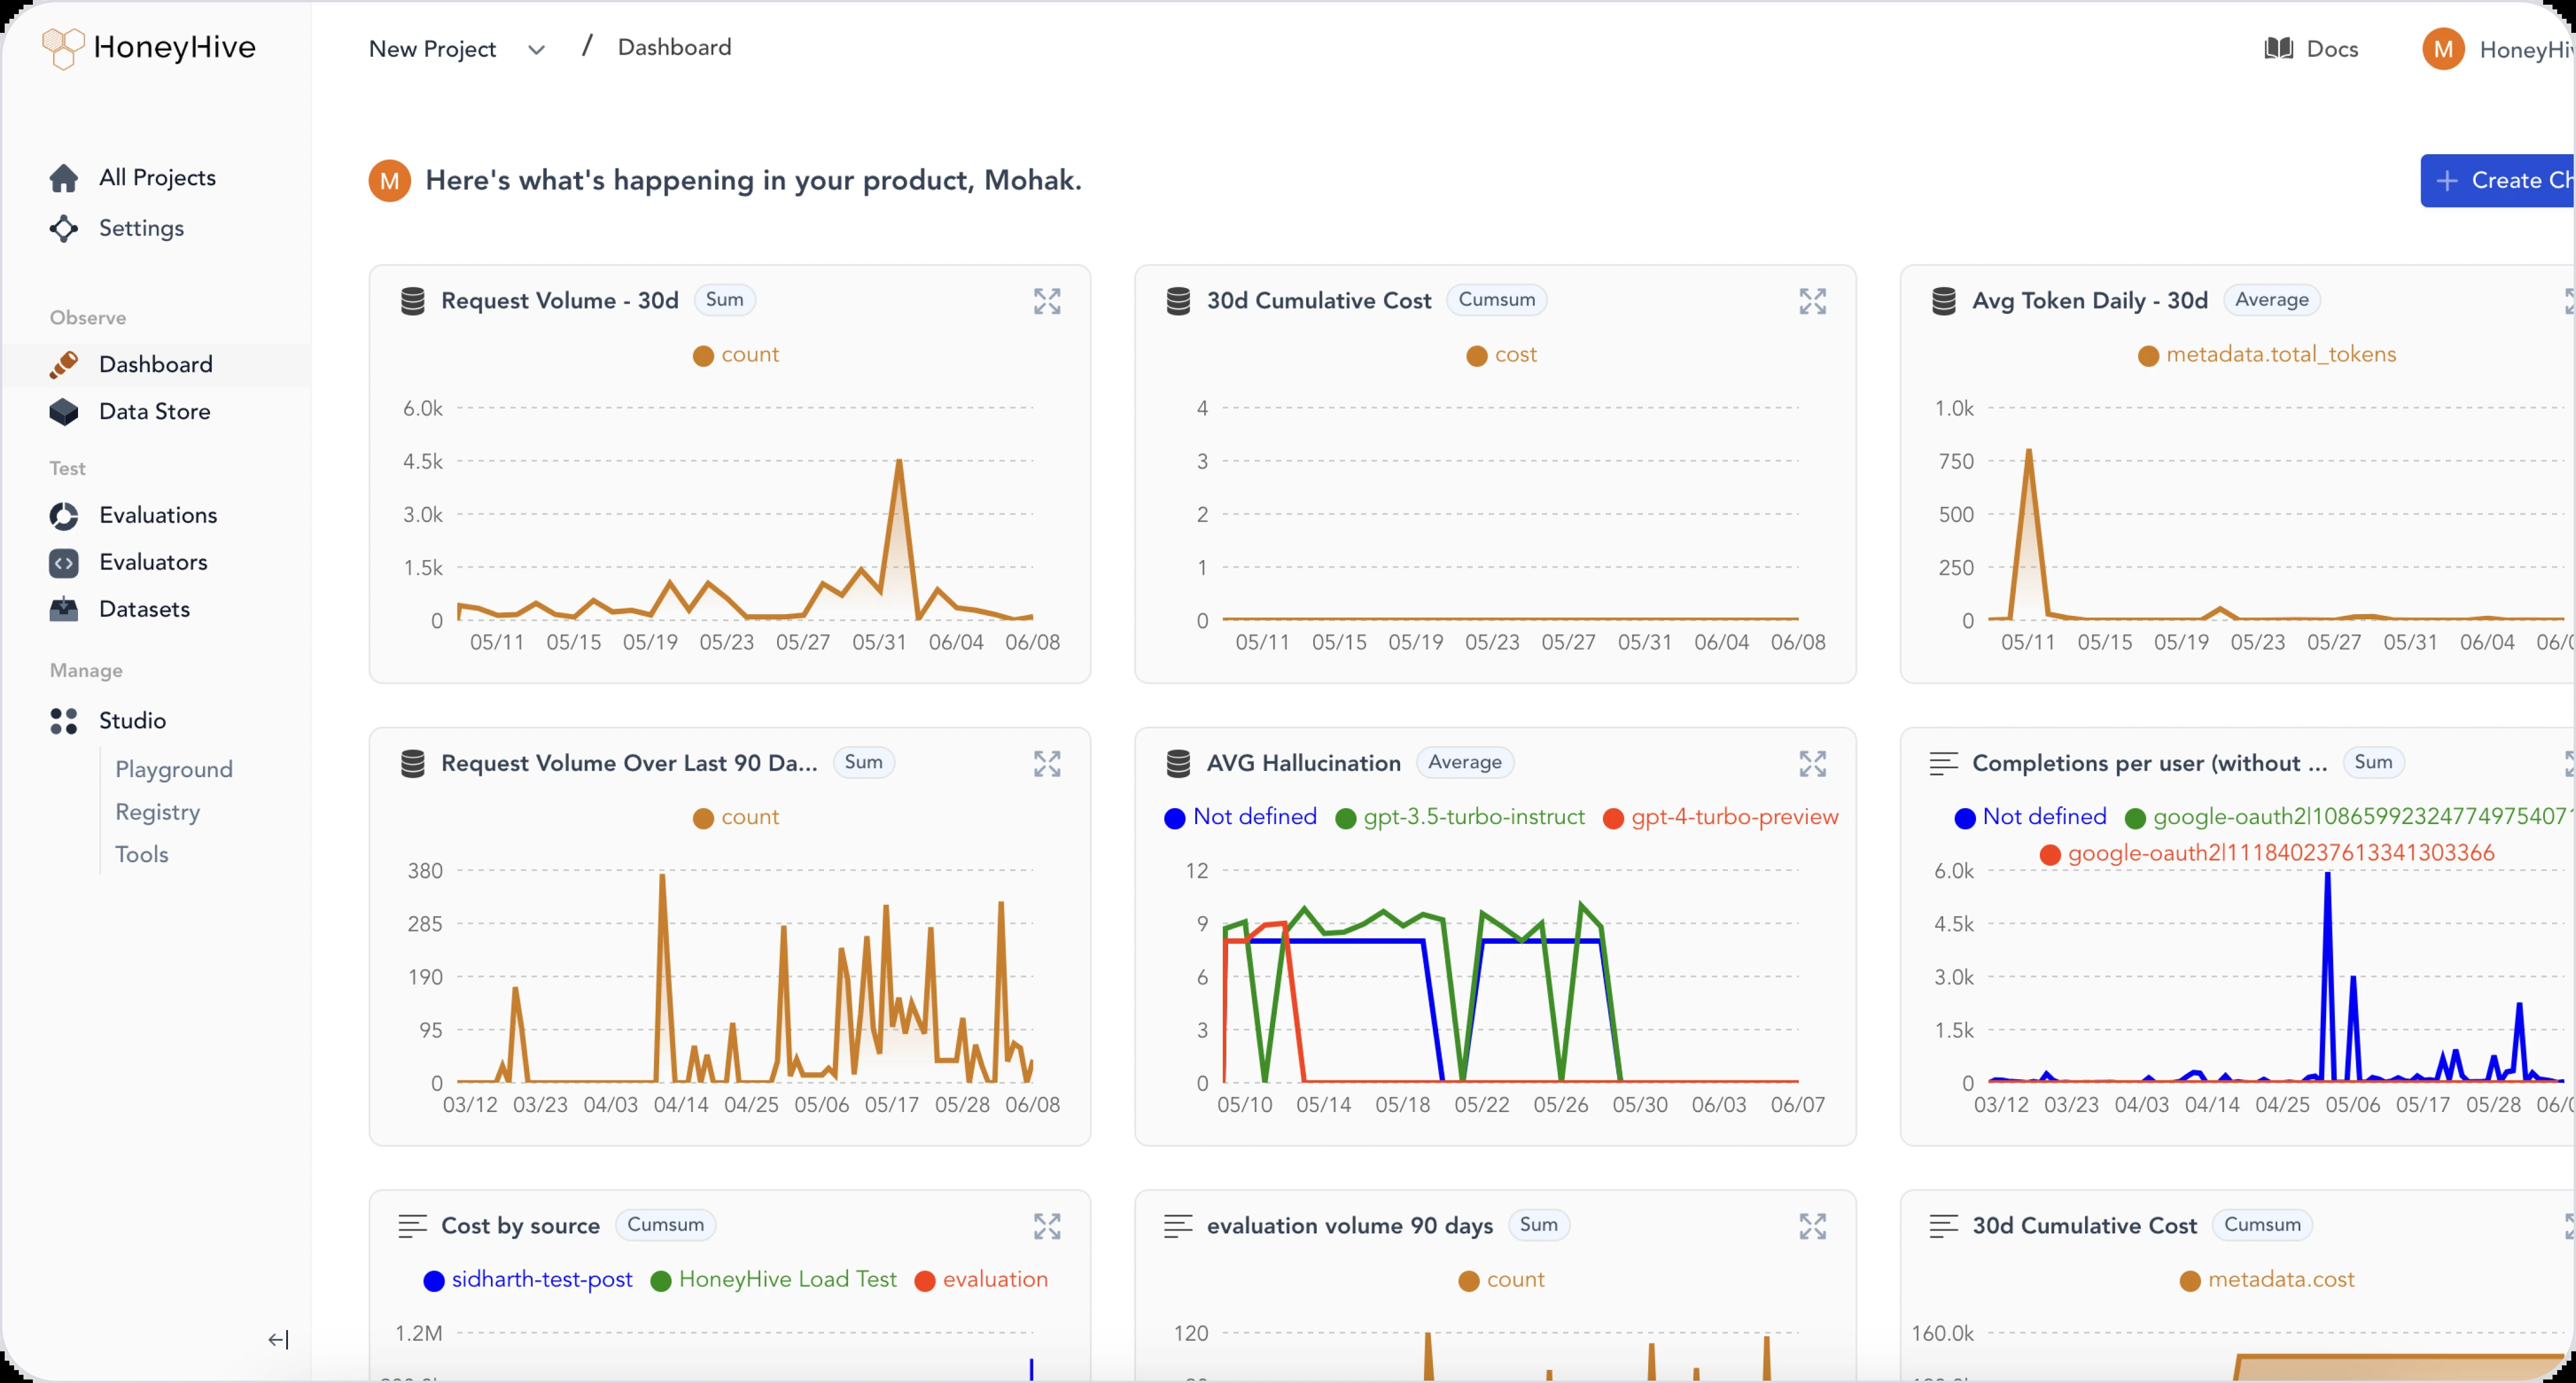 HoneyHive
New Project / Dashboard
Docs
M HoneyHiv
All Projects
Settings
Observe
Dashboard
Data Store
Test
Evaluations
Evaluators
Datasets
Manage
Studio
Playground
Registry
Tools
M Here's what's happening in your product, Mohak.
+ Create Ch
Request Volume - 30d Sum
count
6.0k
4.5k
3.0k
1.5k
0
05/11 05/15 05/19 05/23 05/27 05/31 06/04 06/08
30d Cumulative Cost Cumsum
cost
4
3
2
1
0
05/11 05/15 05/19 05/23 05/27 05/31 06/04 06/08
Avg Token Daily - 30d Average
metadata.total_tokens
1.0k
750
500
250
0
05/11 05/15 05/19 05/23 05/27 05/31 06/04 06/0
Request Volume Over Last 90 Da... Sum
count
380
285
190
95
0
03/12 03/23 04/03 04/14 04/25 05/06 05/17 05/28 06/08
AVG Hallucination Average
Not defined gpt-3.5-turbo-instruct gpt-4-turbo-preview
12
9
6
3
0
05/10 05/14 05/18 05/22 05/26 05/30 06/03 06/07
Completions per user (without ... Sum
Not defined google-oauth2|10865992324774975407
google-oauth2|111840237613341303366
6.0k
4.5k
3.0k
1.5k
0
03/12 03/23 04/03 04/14 04/25 05/06 05/17 05/28 06/0
Cost by source Cumsum
sidharth-test-post HoneyHive Load Test evaluation
1.2M
evaluation volume 90 days Sum
count
120
30d Cumulative Cost Cumsum
metadata.cost
160.0k